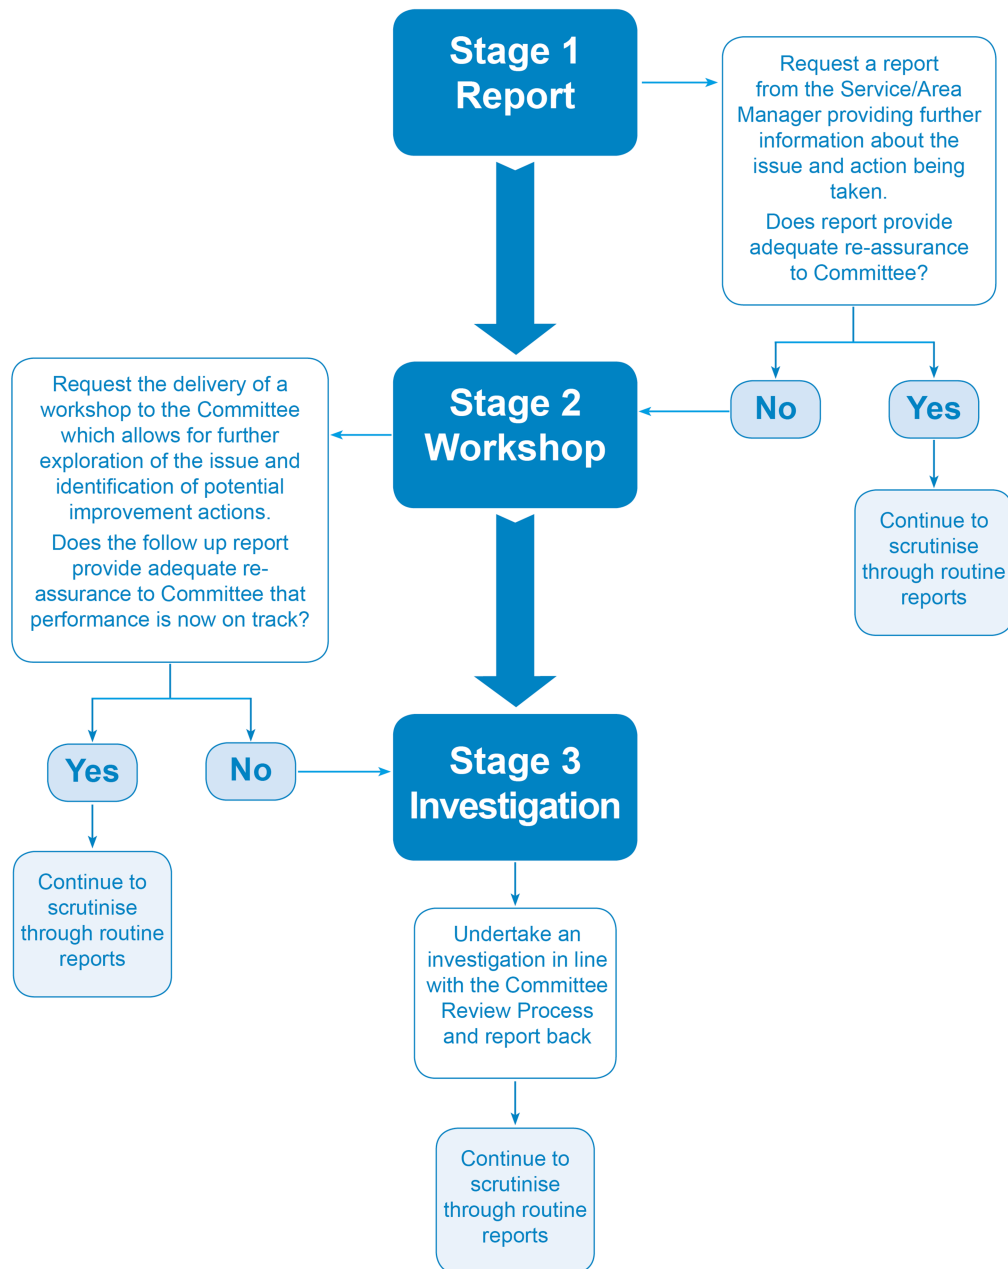 Stage 1
Report
Request a report
from the Service/Area
Manager providing further
information about the
issue and action being
taken.
Does report provide
adequate re-assurance
to Committee?
No
Yes
Continue to
scrutinise
through routine
reports
Stage 2
Workshop
Request the delivery of a
workshop to the Committee
which allows for further
exploration of the issue and
identification of potential
improvement actions.
Does the follow up report
provide adequate re-
assurance to Committee that
performance is now on track?
Yes
No
Continue to
scrutinise
through routine
reports
Stage 3
Investigation
Undertake an
investigation in line
with the Committee
Review Process
and report back
Continue to
scrutinise
through routine
reports